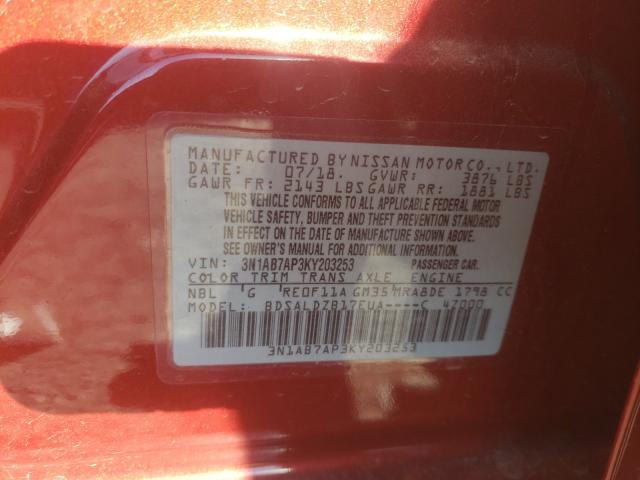 MANUFACTURED BY NISSAN MOTOR CO., LTD.
DATE: 07/18. GVWR: 3876 LBS
GAWR FR: 2143 LBS GAWR RR: 1881 LBS
THIS VEHICLE CONFORMS TO ALL APPLICABLE FEDERAL MOTOR
VEHICLE SAFETY, BUMPER AND THEFT PREVENTION STANDARDS
IN EFFECT ON THE DATE OF MANUFACTURE SHOWN ABOVE.
SEE OWNER'S MANUAL FOR ADDITIONAL INFORMATION.
VIN: 3N1AB7AP3KY203253 PASSENGER CAR.
COLOR TRIM TRANS AXLE ENGINE
NBL G RE0F11A GM35 MRA8DE 1798 CC
MODEL: BDSALDZB17EUA----C 47000
3N1AB7AP3KY203253